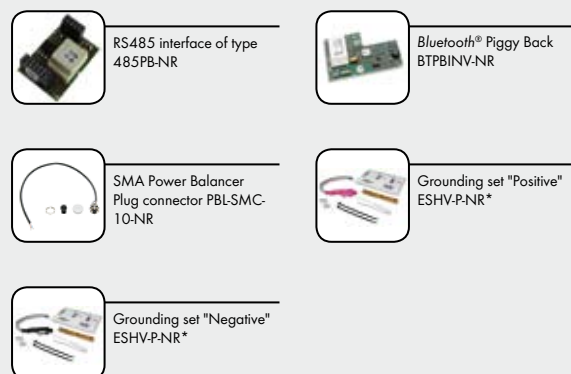 RS485 interface of type
485PB-NR
Bluetooth® Piggy Back
BTPBINV-NR
SMA Power Balancer
Plug connector PBL-SMC-
10-NR
Grounding set "Positive"
ESHV-P-NR*
Grounding set "Negative"
ESHV-P-NR*